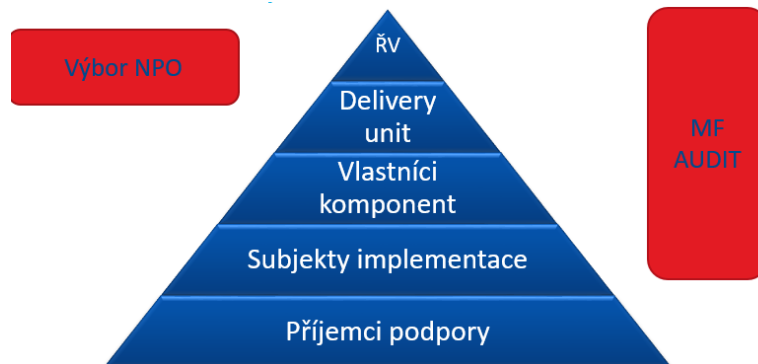 ŘV
Výbor NPO
Delivery
unit
MF
AUDIT
Vlastníci
komponent
Subjekty implementace
Příjemci podpory